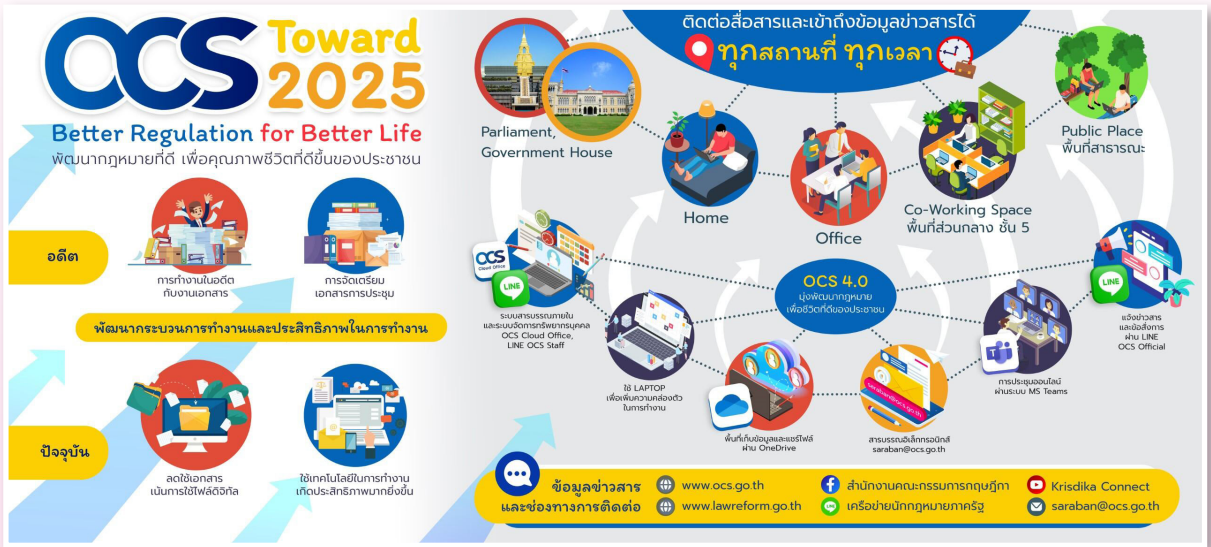 OCS Toward
2025
Better Regulation for Better Life
พัฒนากฎหมายที่ดี เพื่อคุณภาพชีวิตที่ดีขึ้นของประชาชน
อดีต
การทำงานในอดีต
กับงานเอกสาร
การจัดเตรียม
เอกสารการประชุม
พัฒนากระบวนการทำงานและประสิทธิภาพในการทำงาน
ปัจจุบัน
ลดใช้เอกสาร
เน้นการใช้ไฟล์ดิจิทัล
ใช้เทคโนโลยีในการทำงาน
เกิดประสิทธิภาพมากยิ่งขึ้น
ติดต่อสื่อสารและเข้าถึงข้อมูลข่าวสารได้
ทุกสถานที่ ทุกเวลา
Parliament,
Government House
Home
Office
Co-Working Space
พื้นที่ส่วนกลาง ชั้น 5
Public Place
พื้นที่สาธารณะ
OCS
Cloud Office
LINE
ระบบสารบรรณภายใน
และระบบจัดการทรัพยากรบุคคล
OCS Cloud Office,
LINE OCS Staff
ใช้ LAPTOP
เพื่อเพิ่มความคล่องตัว
ในการทำงาน
OCS 4.0
มุ่งพัฒนากฎหมาย
เพื่อชีวิตที่ดีของประชาชน
พื้นที่เก็บข้อมูลและแชร์ไฟล์
ผ่าน OneDrive
saraban@ocs.go.th
สารบรรณอิเล็กทรอนิกส์
saraban@ocs.go.th
การประชุมออนไลน์
ผ่านระบบ MS Teams
LINE
แจ้งข่าวสาร
และข้อสั่งการ
ผ่าน LINE
OCS Official
ข้อมูลข่าวสาร
และช่องทางการติดต่อ
www.ocs.go.th
www.lawreform.go.th
สำนักงานคณะกรรมการกฤษฎีกา
เครือข่ายนักกฎหมายภาครัฐ
Krisdika Connect
saraban@ocs.go.th